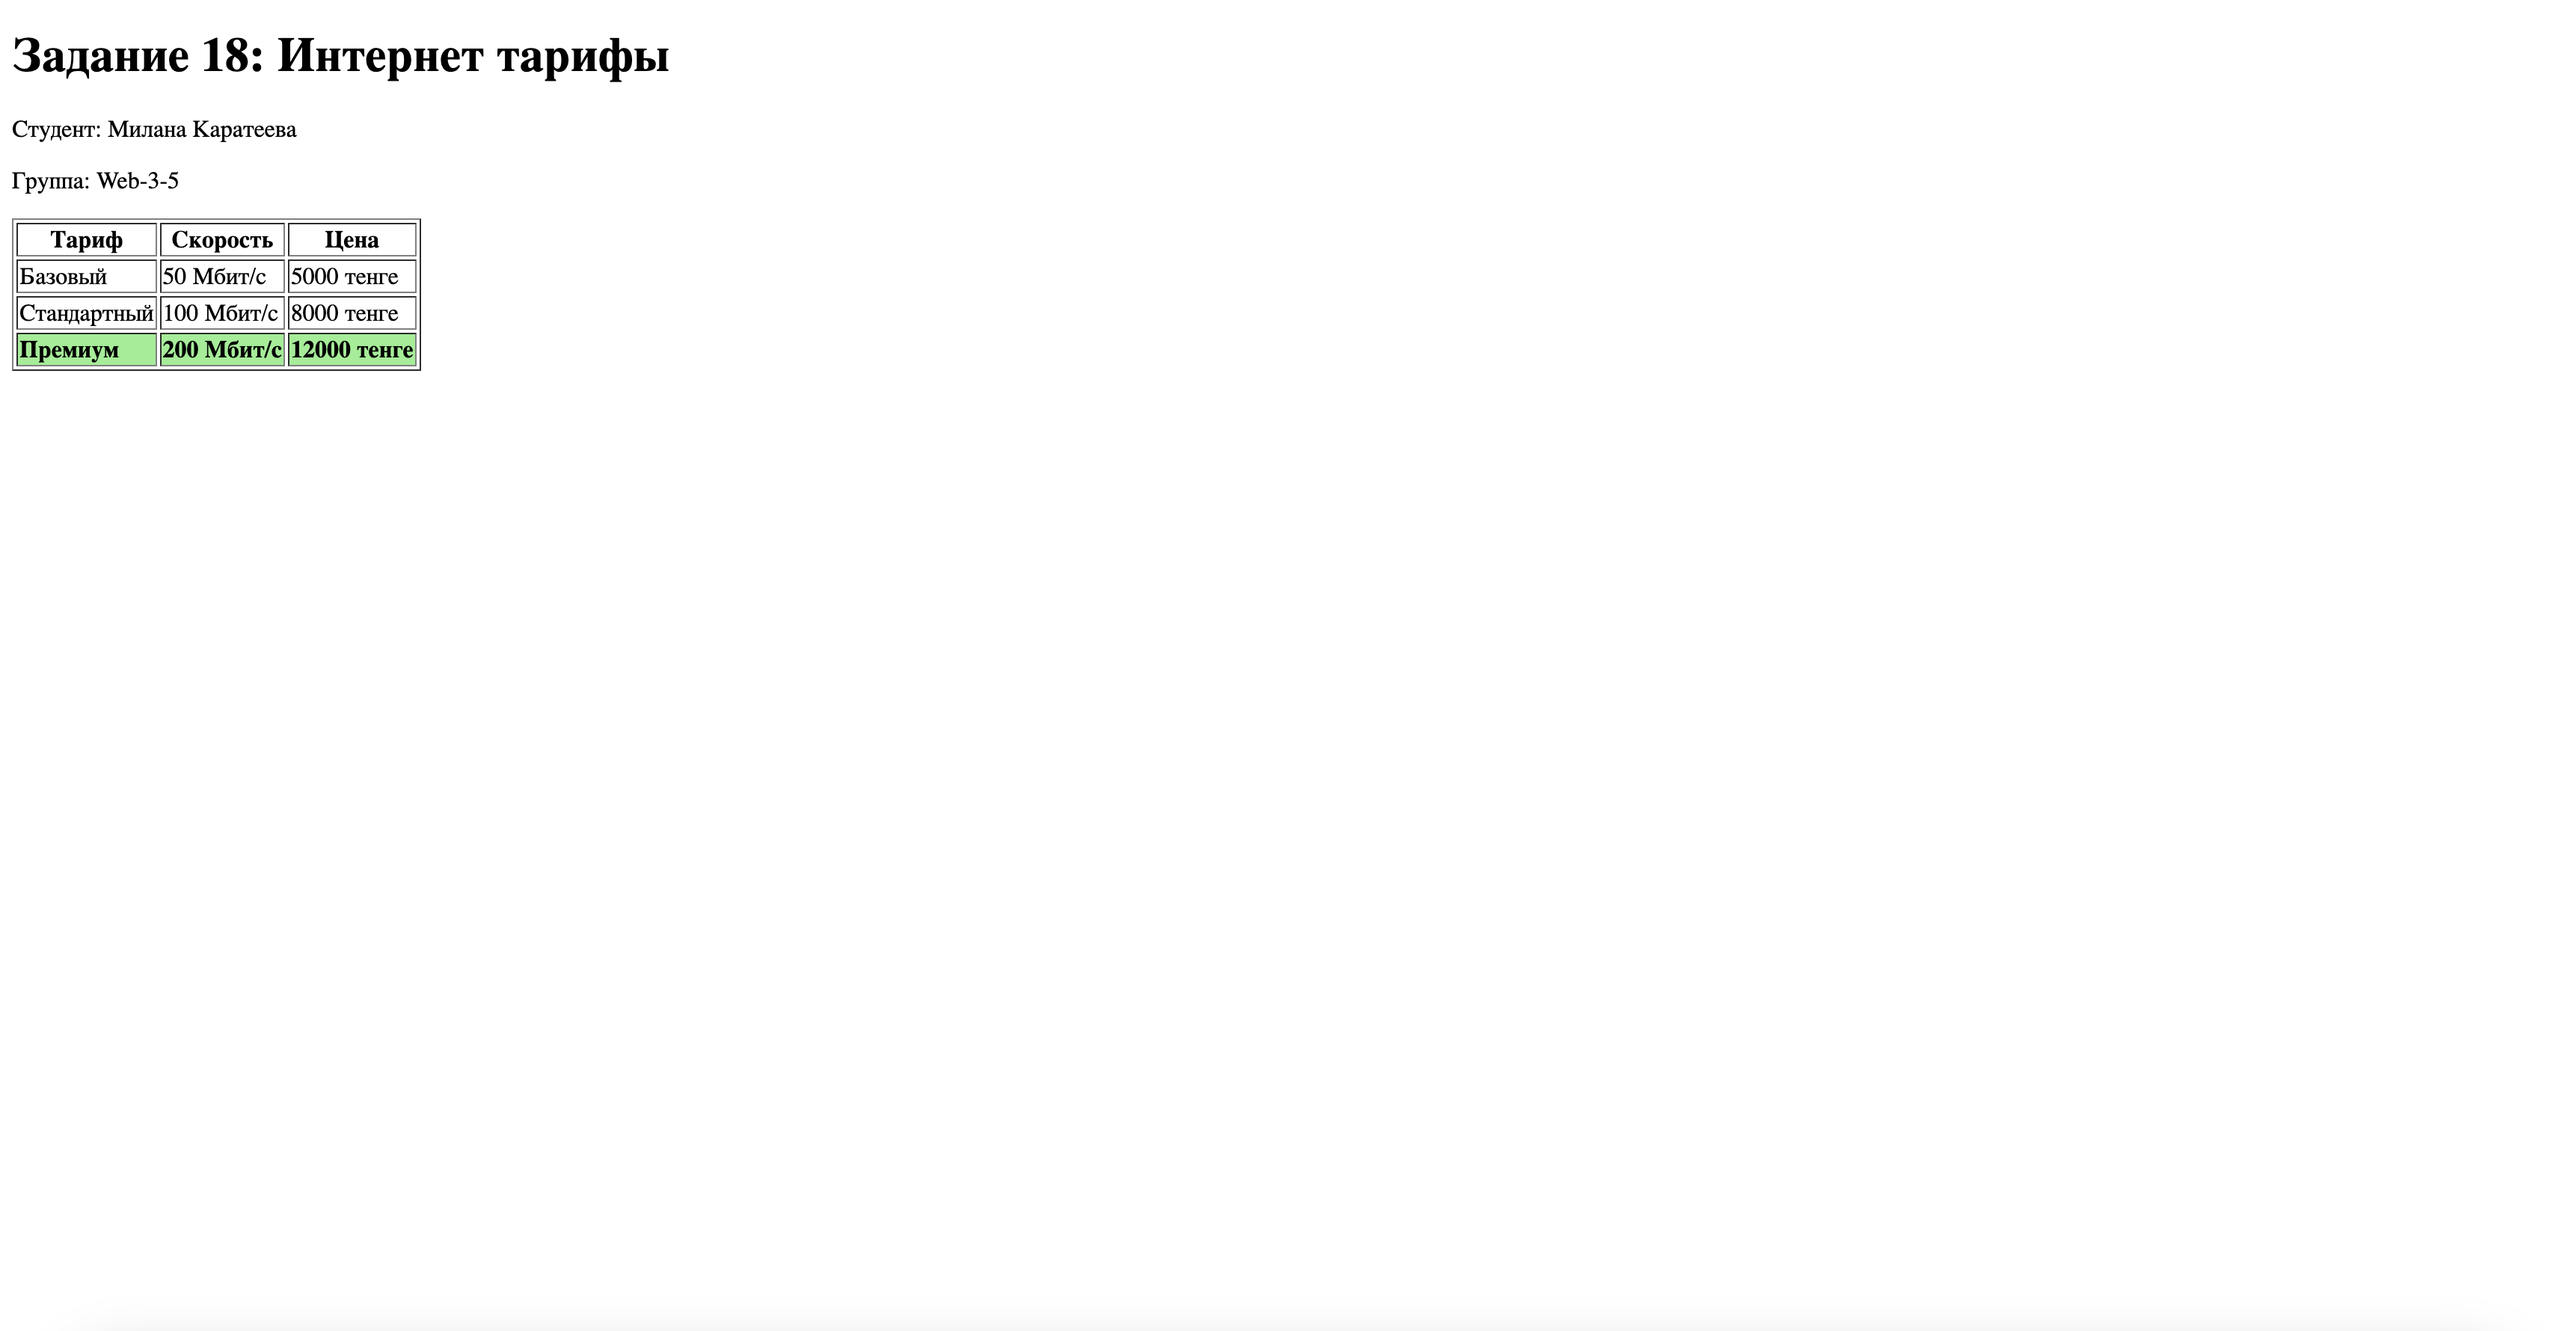 Задание 18: Интернет тарифы
Студент: Милана Каратеева
Группа: Web-3-5
Тариф Скорость Цена
Базовый 50 Мбит/с 5000 тенге
Стандартный 100 Мбит/с 8000 тенге
Премиум 200 Мбит/с 12000 тенге